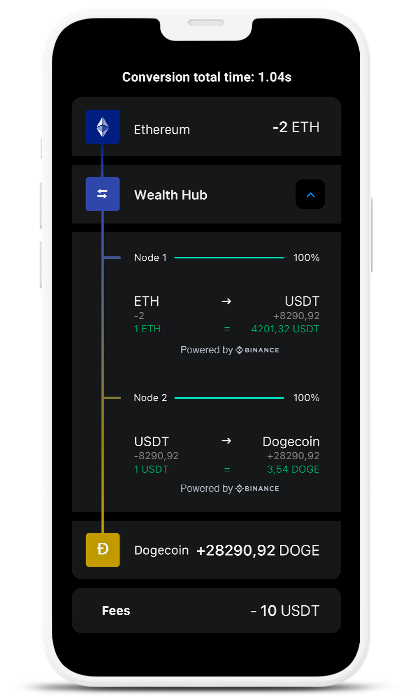 Conversion total time: 1.04s
Ethereum -2 ETH
Wealth Hub
Node 1 100%
ETH → USDT
-2 +8290,92
1 ETH = 4201,32 USDT
Powered by BINANCE
Node 2 100%
USDT → Dogecoin
-8290,92 +28290,92
1 USDT = 3,54 DOGE
Powered by BINANCE
Ð Dogecoin +28290,92 DOGE
Fees - 10 USDT